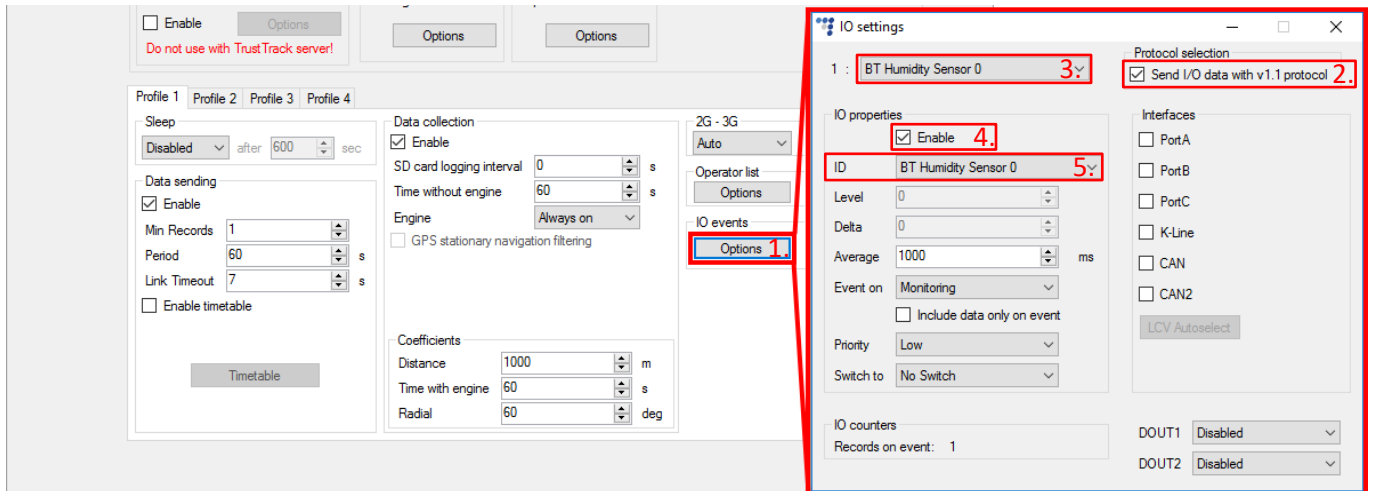 Enable
Options
Do not use with TrustTrack server!
Options
Options
Profile 1 Profile 2 Profile 3 Profile 4
Sleep
Disabled after 600 sec
Data sending
Enable
Min Records 1
Period 60 s
Link Timeout 7 s
Enable timetable
Timetable
Data collection
Enable
SD card logging interval 0 s
Time without engine 60 s
Engine Always on
GPS stationary navigation filtering
Coefficients
Distance 1000 m
Time with engine 60 s
Radial 60 deg
2G - 3G
Auto
Operator list
Options
IO events
Options 1.
IO settings
1 : BT Humidity Sensor 0 3.
Protocol selection
Send I/O data with v1.1 protocol 2.
IO properties
Enable 4.
ID BT Humidity Sensor 0 5.
Level 0
Delta 0
Average 1000 ms
Event on Monitoring
Include data only on event
Priority Low
Switch to No Switch
Interfaces
PortA
PortB
PortC
K-Line
CAN
CAN2
LCV Autoselect
IO counters
Records on event: 1
DOUT1 Disabled
DOUT2 Disabled